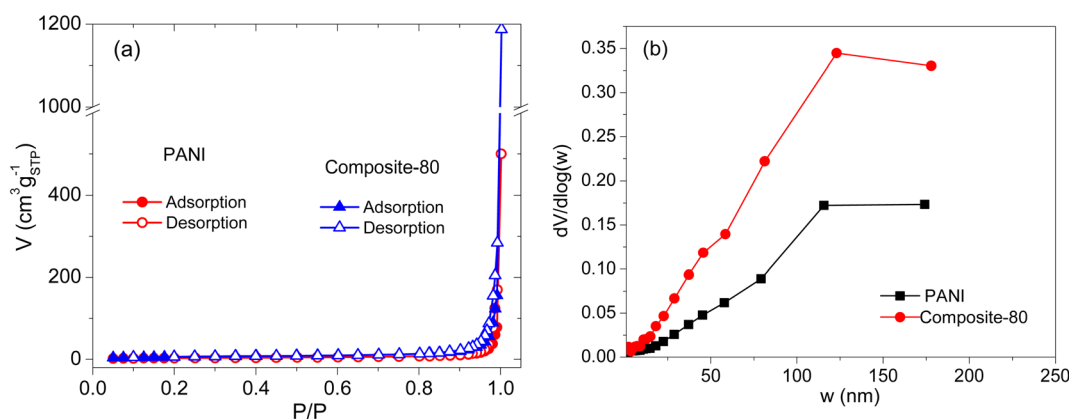 (a)
1200
1000
400
200
0
V (cm³g⁻¹STP)
PANI
Adsorption
Desorption
Composite-80
Adsorption
Desorption
0.0 0.2 0.4 0.6 0.8 1.0
P/P
(b)
0.35
0.30
0.25
0.20
0.15
0.10
0.05
0.00
dV/dlog(w)
PANI
Composite-80
50 100 150 200 250
w (nm)